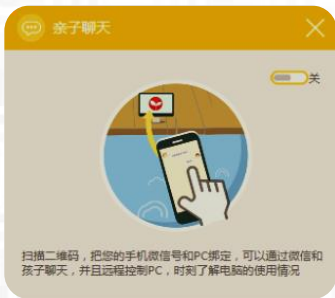 亲子聊天
关
扫描二维码，把您的手机微信号和PC绑定，可以通过微信和
孩子聊天，并且远程控制PC，时刻了解电脑的使用情况